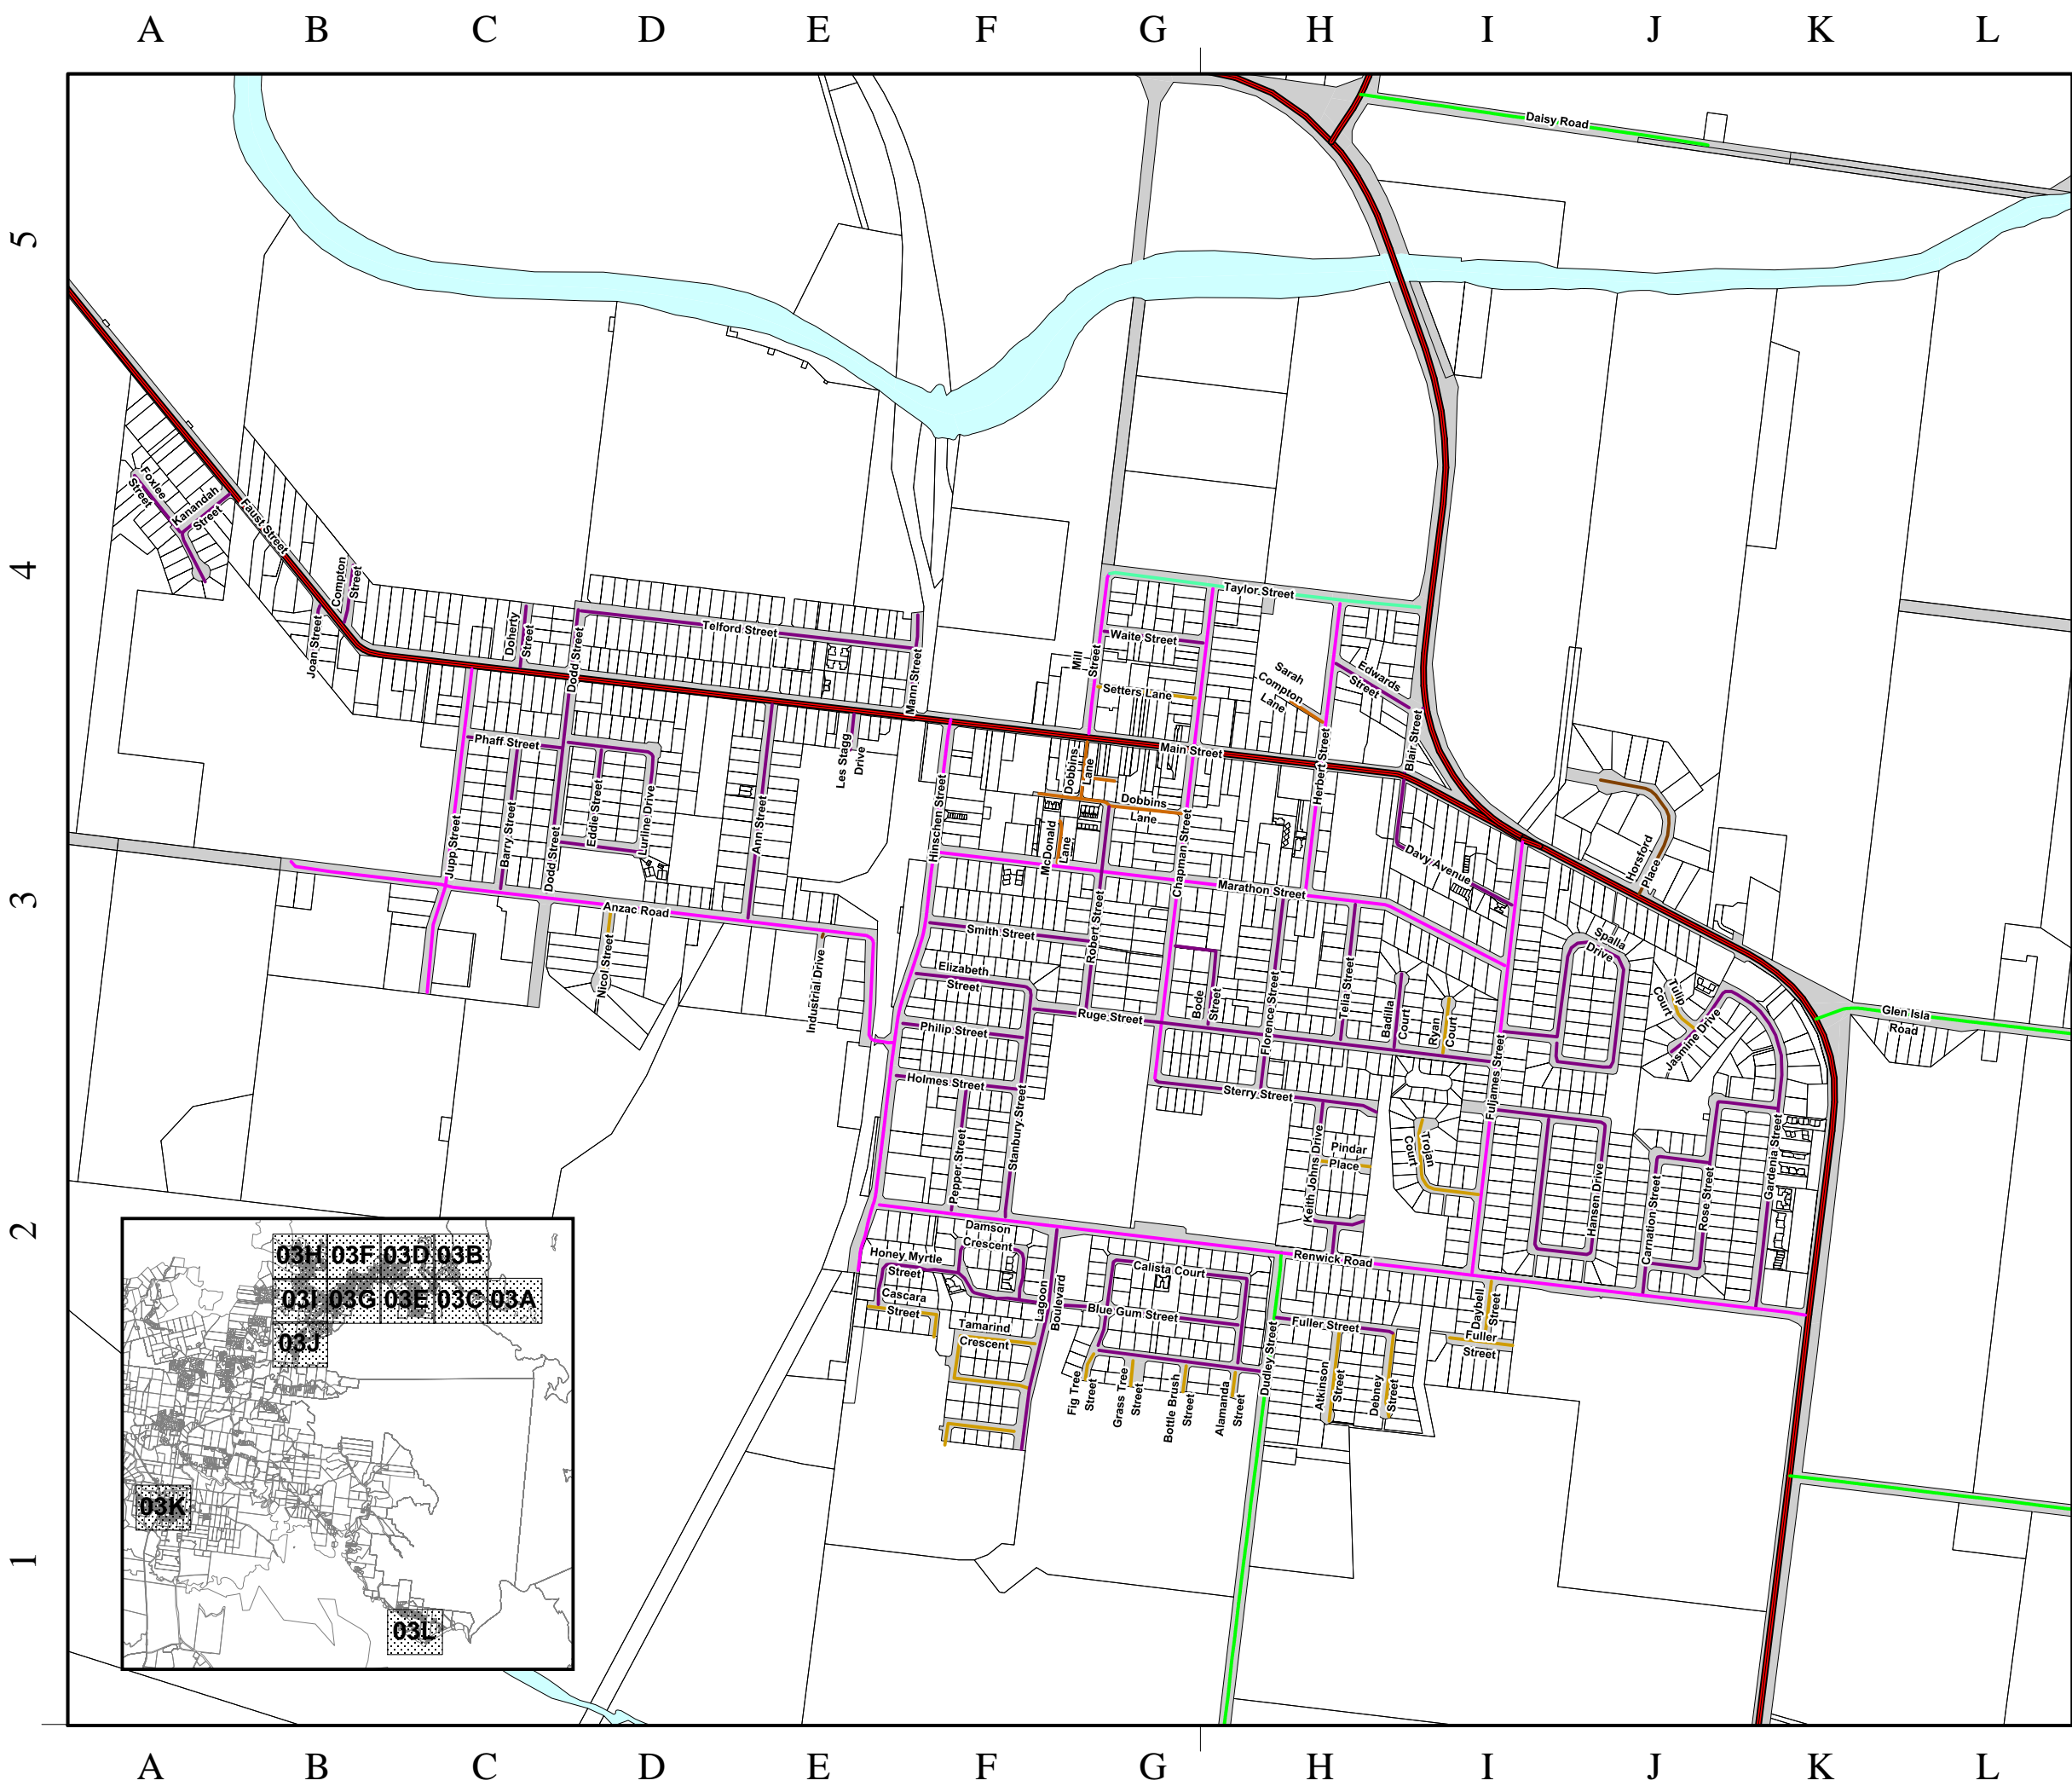 A B C D E F G H I J K L
Daisy Road
5
Foxlee
Street
Kanandah
Street
Faust Street
4
Compton
Street
Joan Street
Doherty
Street
Dodd Street
Telford Street
Mann Street
Taylor Street
Waite Street
Mill
Street
Setters Lane
Sarah
Compton
Lane
Edwards
Street
Blair Street
Main Street
Herbert Street
Phaff Street
Les Stagg
Drive
Dobbins
Lane
Dobbins
Lane
Jupp Street
Barry Street
Dodd Street
Eddie Street
Lurline Drive
Ann Street
Hinschen Street
McDonald
Lane
Chapman Street
Davy Avenue
Horsford
Place
3
Marathon Street
Anzac Road
Nicol Street
Industrial Drive
Smith Street
Robert Street
Elizabeth
Street
Spalla
Drive
Bode
Street
Florence Street
Telia Street
Badilla
Court
Ryan
Court
Tulip
Court
Jasmine Drive
Glen Isla
Road
Philip Street
Ruge Street
Fuljames Street
Holmes Street
Sterry Street
Pepper Street
Stanbury Street
Keith Johns Drive
Pindar
Place
Trojan
Court
Hansen Drive
Carnation Street
Rose Street
Gardenia Street
2
Damson
Crescent
Honey Myrtle
Street
Cascara
Street
Lagoon
Boulevard
Calista Court
Renwick Road
Blue Gum Street
Tamarind
Crescent
Dudley Street
Fuller Street
Daybell
Street
Fuller
Street
Fig Tree
Street
Grass Tree
Street
Bottle Brush
Street
Alamanda
Street
Atkinson
Street
Debney
Street
03H 03F 03D 03B
03I 03G 03E 03C 03A
03J
03K
03L
1
A B C D E F G H I J K L